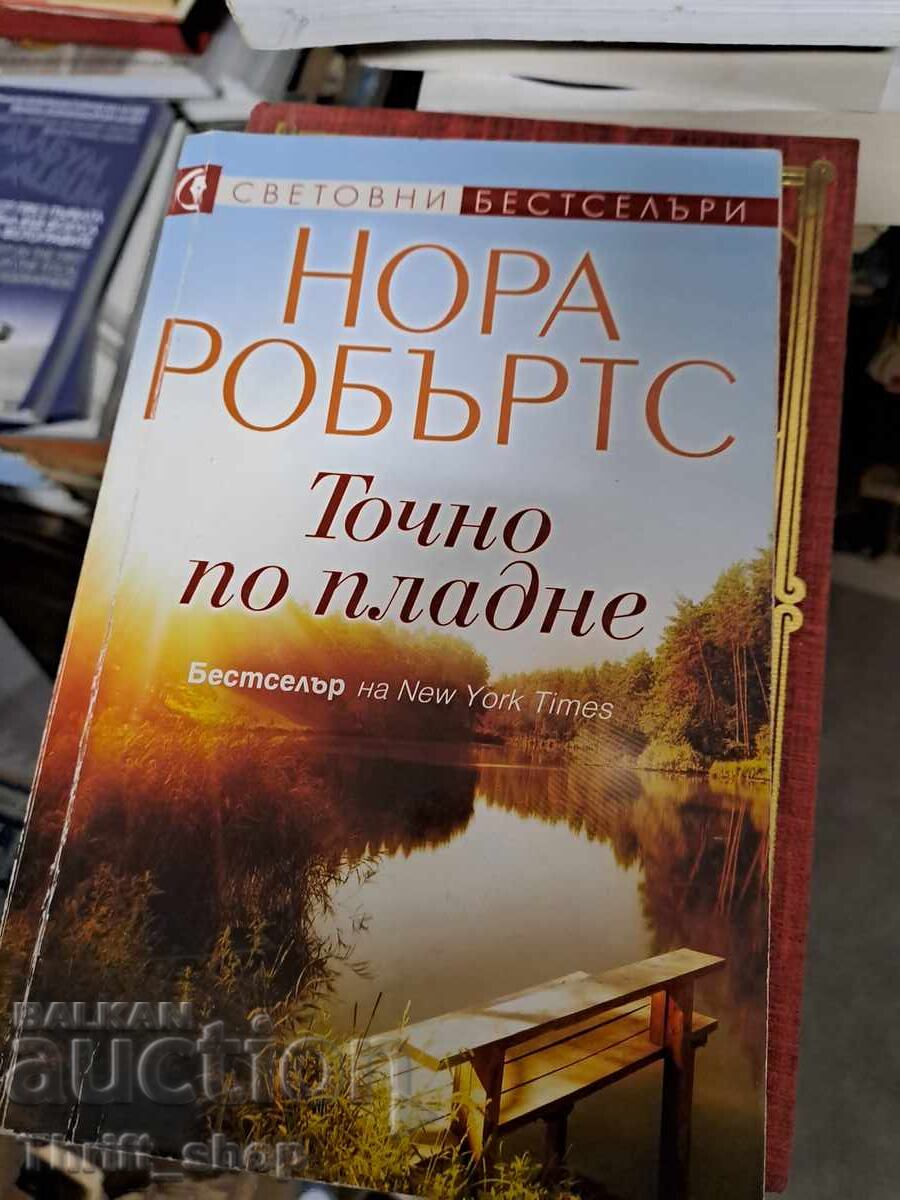 СВЕТОВНИ БЕСТСЕЛЪРИ
НОРА
РОБЪРТС
Точно
по пладне
Бестселър на New York Times
BALKAN
auction
Thrift_shop